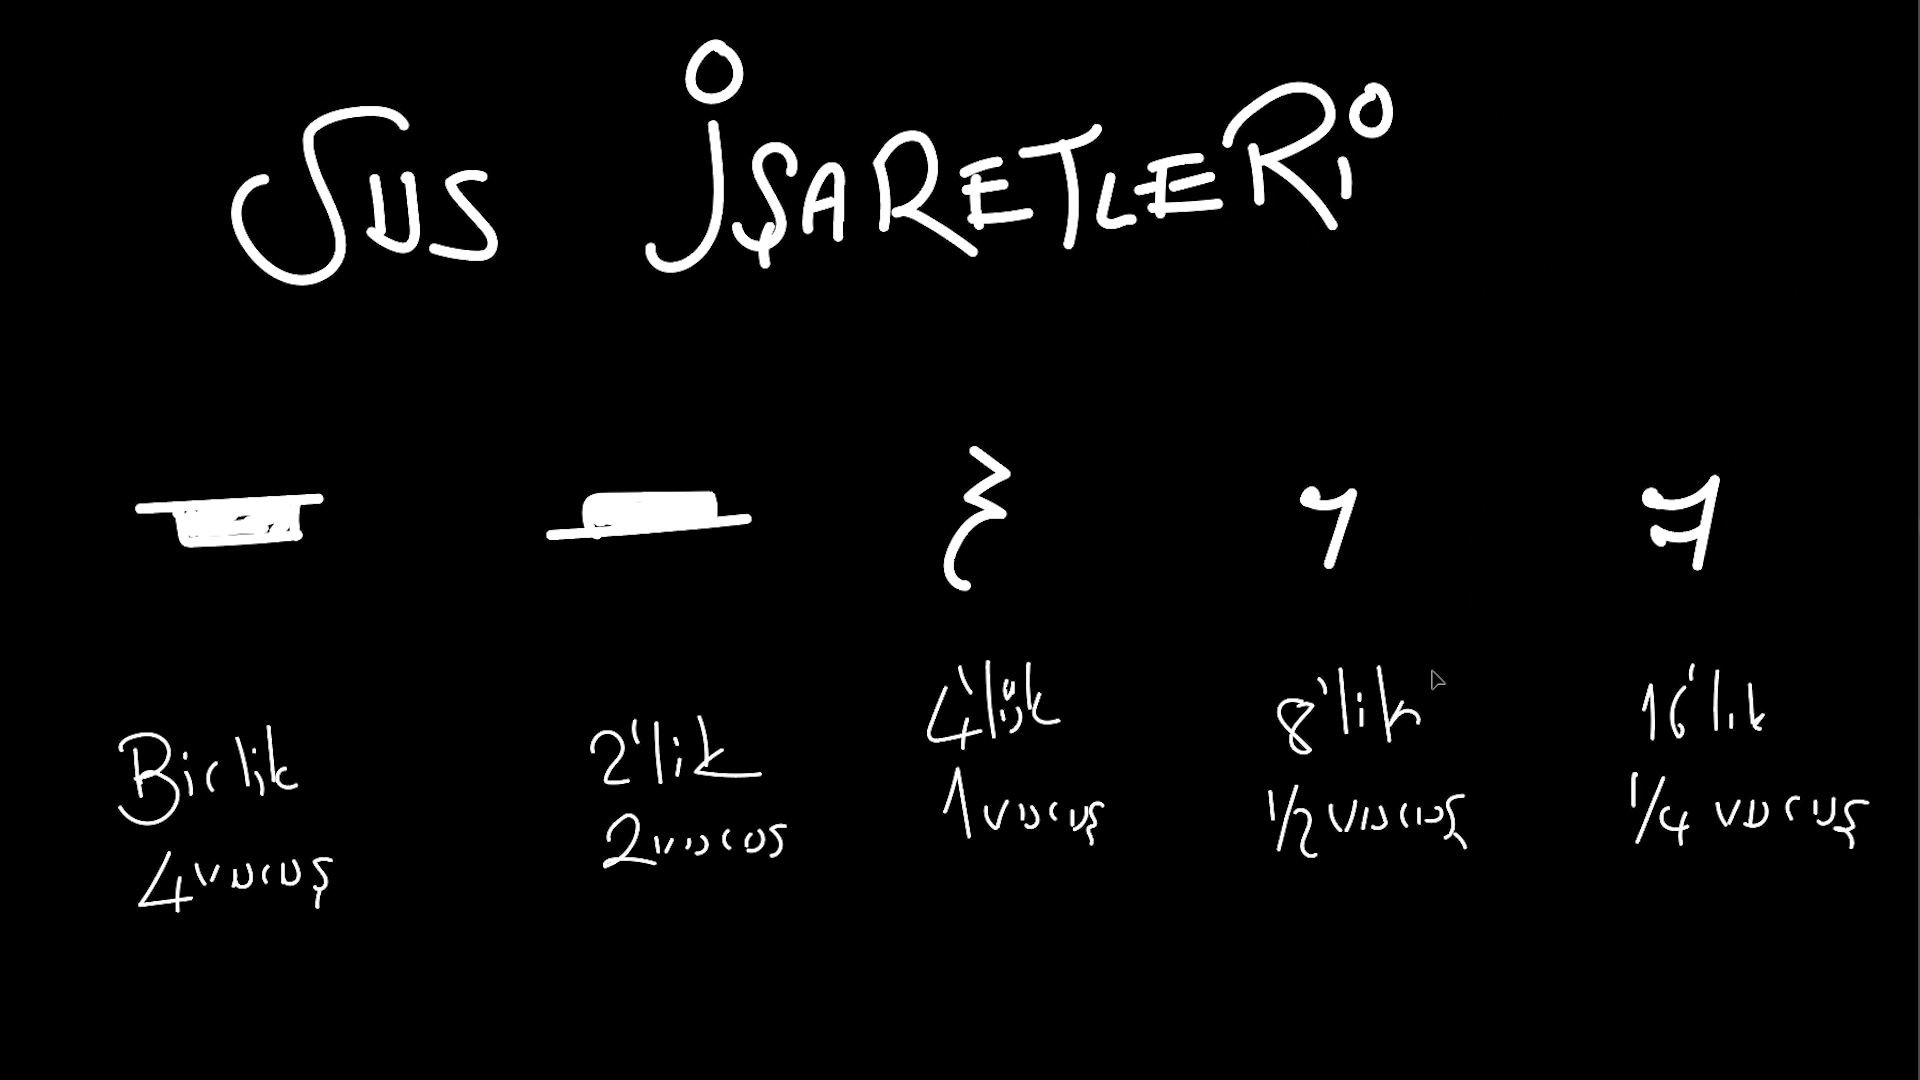 SUS İŞARETLERİ
Birlik
4 vuruş
2'lik
2 vuruş
4'lük
1 vuruş
8'lik
1/2 vuruş
16'lik
1/4 vuruş